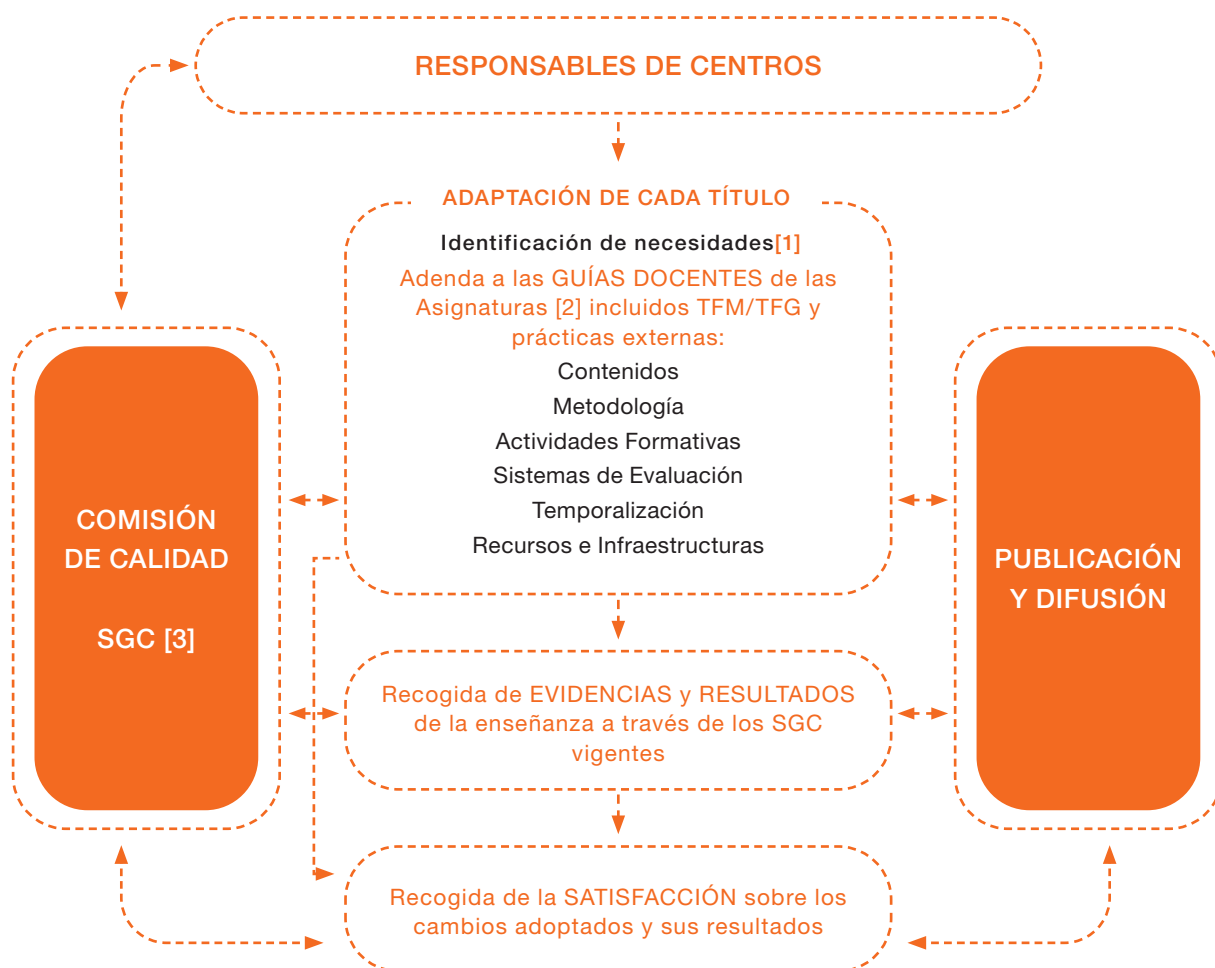 RESPONSABLES DE CENTROS
ADAPTACIÓN DE CADA TÍTULO
Identificación de necesidades[1]
Adenda a las GUÍAS DOCENTES de las
Asignaturas [2] incluidos TFM/TFG y
prácticas externas:
Contenidos
Metodología
Actividades Formativas
Sistemas de Evaluación
Temporalización
Recursos e Infraestructuras
COMISIÓN
DE CALIDAD
SGC [3]
PUBLICACIÓN
Y DIFUSIÓN
Recogida de EVIDENCIAS y RESULTADOS
de la enseñanza a través de los SGC
vigentes
Recogida de la SATISFACCIÓN sobre los
cambios adoptados y sus resultados